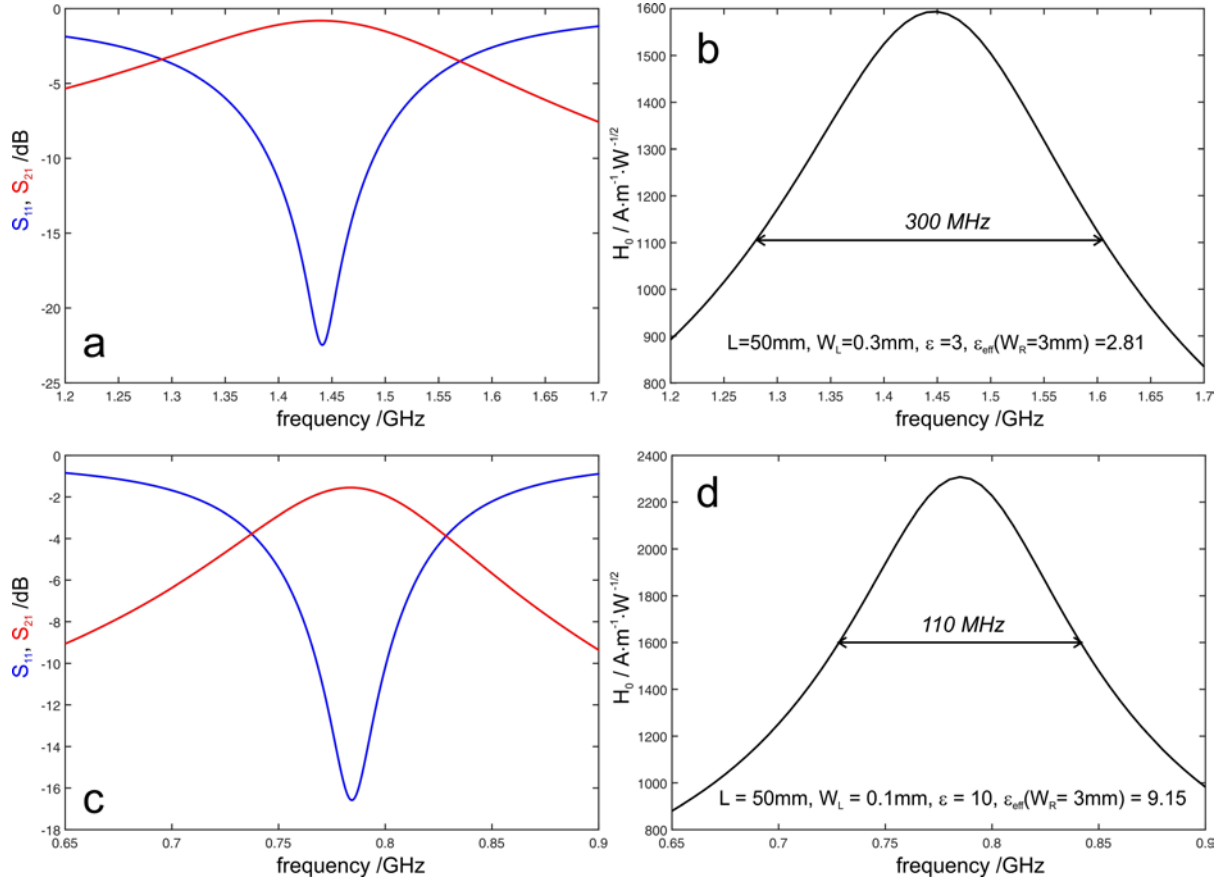 a
S₁₁, S₂₁ /dB
0
-5
-10
-15
-20
-25
1.2 1.25 1.3 1.35 1.4 1.45 1.5 1.55 1.6 1.65 1.7
frequency /GHz
b
H₀ / A·m⁻¹·W⁻¹/²
1600
1500
1400
1300
1200
1100
1000
900
800
300 MHz
L=50mm, W_L=0.3mm, ε =3, ε_eff(W_R=3mm) =2.81
1.2 1.25 1.3 1.35 1.4 1.45 1.5 1.55 1.6 1.65 1.7
frequency /GHz
c
S₁₁, S₂₁ /dB
0
-2
-4
-6
-8
-10
-12
-14
-16
-18
0.65 0.7 0.75 0.8 0.85 0.9
frequency /GHz
d
H₀ / A·m⁻¹·W⁻¹/²
2400
2200
2000
1800
1600
1400
1200
1000
800
110 MHz
L = 50mm, W_L = 0.1mm, ε = 10, ε_eff(W_R = 3mm) = 9.15
0.65 0.7 0.75 0.8 0.85 0.9
frequency /GHz